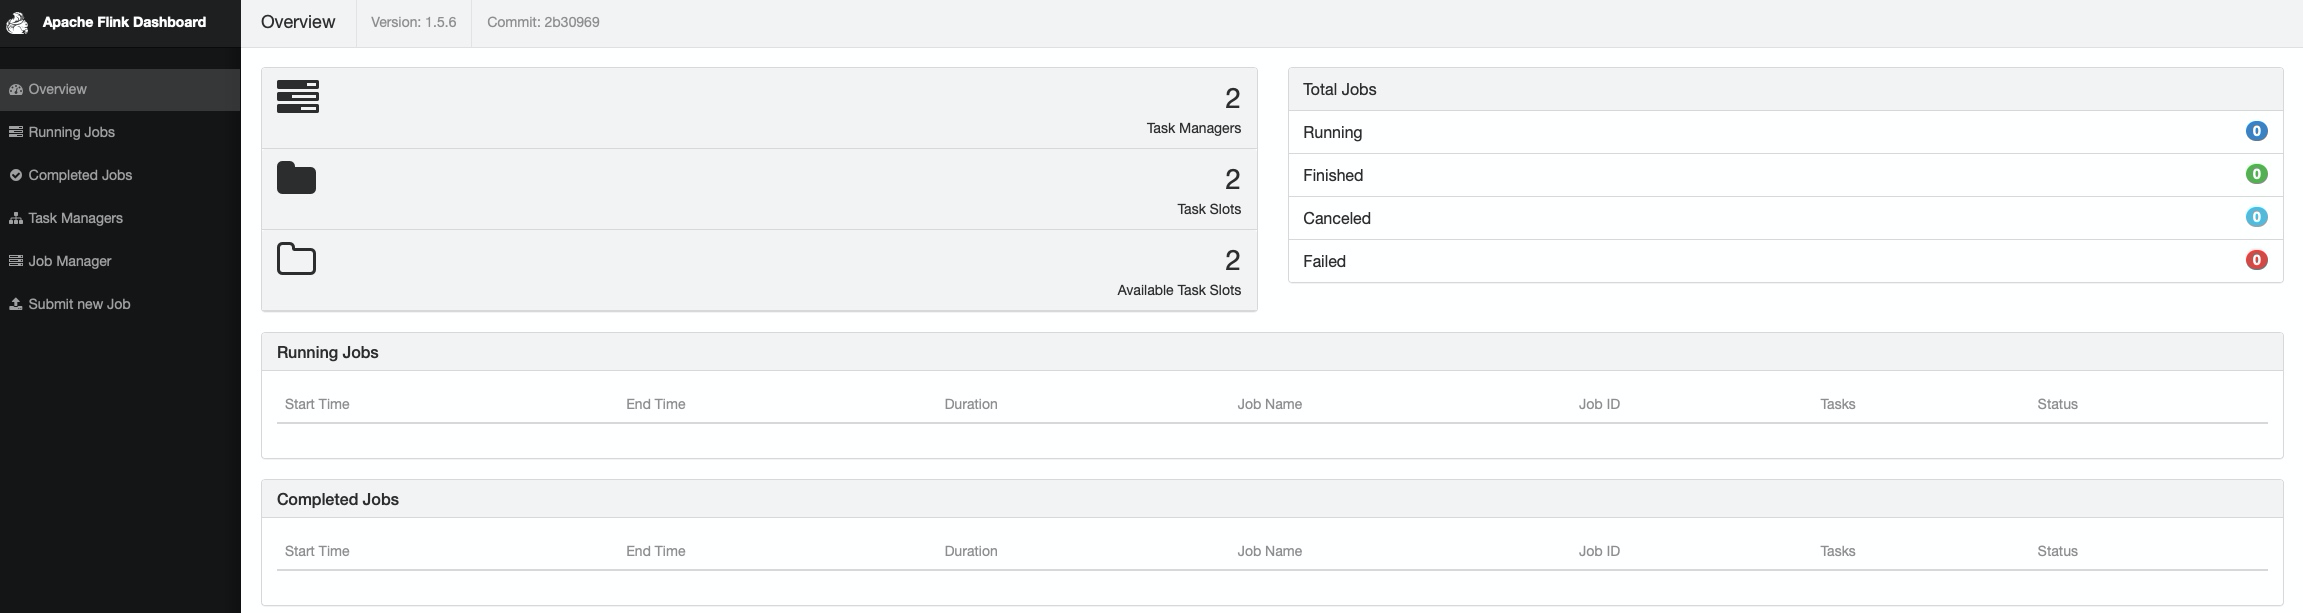 Apache Flink Dashboard
Overview
Version: 1.5.6
Commit: 2b30969
Overview
Running Jobs
Completed Jobs
Task Managers
Job Manager
Submit new Job
2
Task Managers
2
Task Slots
2
Available Task Slots
Total Jobs
Running 0
Finished 0
Canceled 0
Failed 0
Running Jobs
Start Time End Time Duration Job Name Job ID Tasks Status
Completed Jobs
Start Time End Time Duration Job Name Job ID Tasks Status